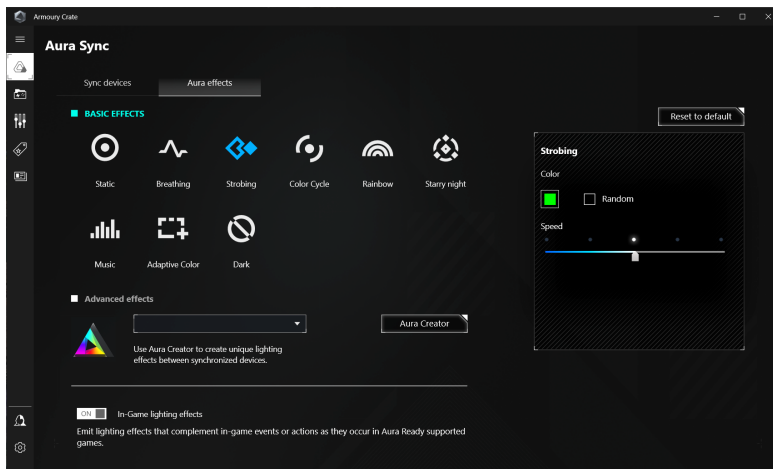 Armoury Crate
Aura Sync
Sync devices
Aura effects
BASIC EFFECTS
Reset to default
Static
Breathing
Strobing
Color Cycle
Rainbow
Starry night
Music
Adaptive Color
Dark
Strobing
Color
Random
Speed
Advanced effects
Aura Creator
Use Aura Creator to create unique lighting
effects between synchronized devices.
ON
In-Game lighting effects
Emit lighting effects that complement in-game events or actions as they occur in Aura Ready supported
games.